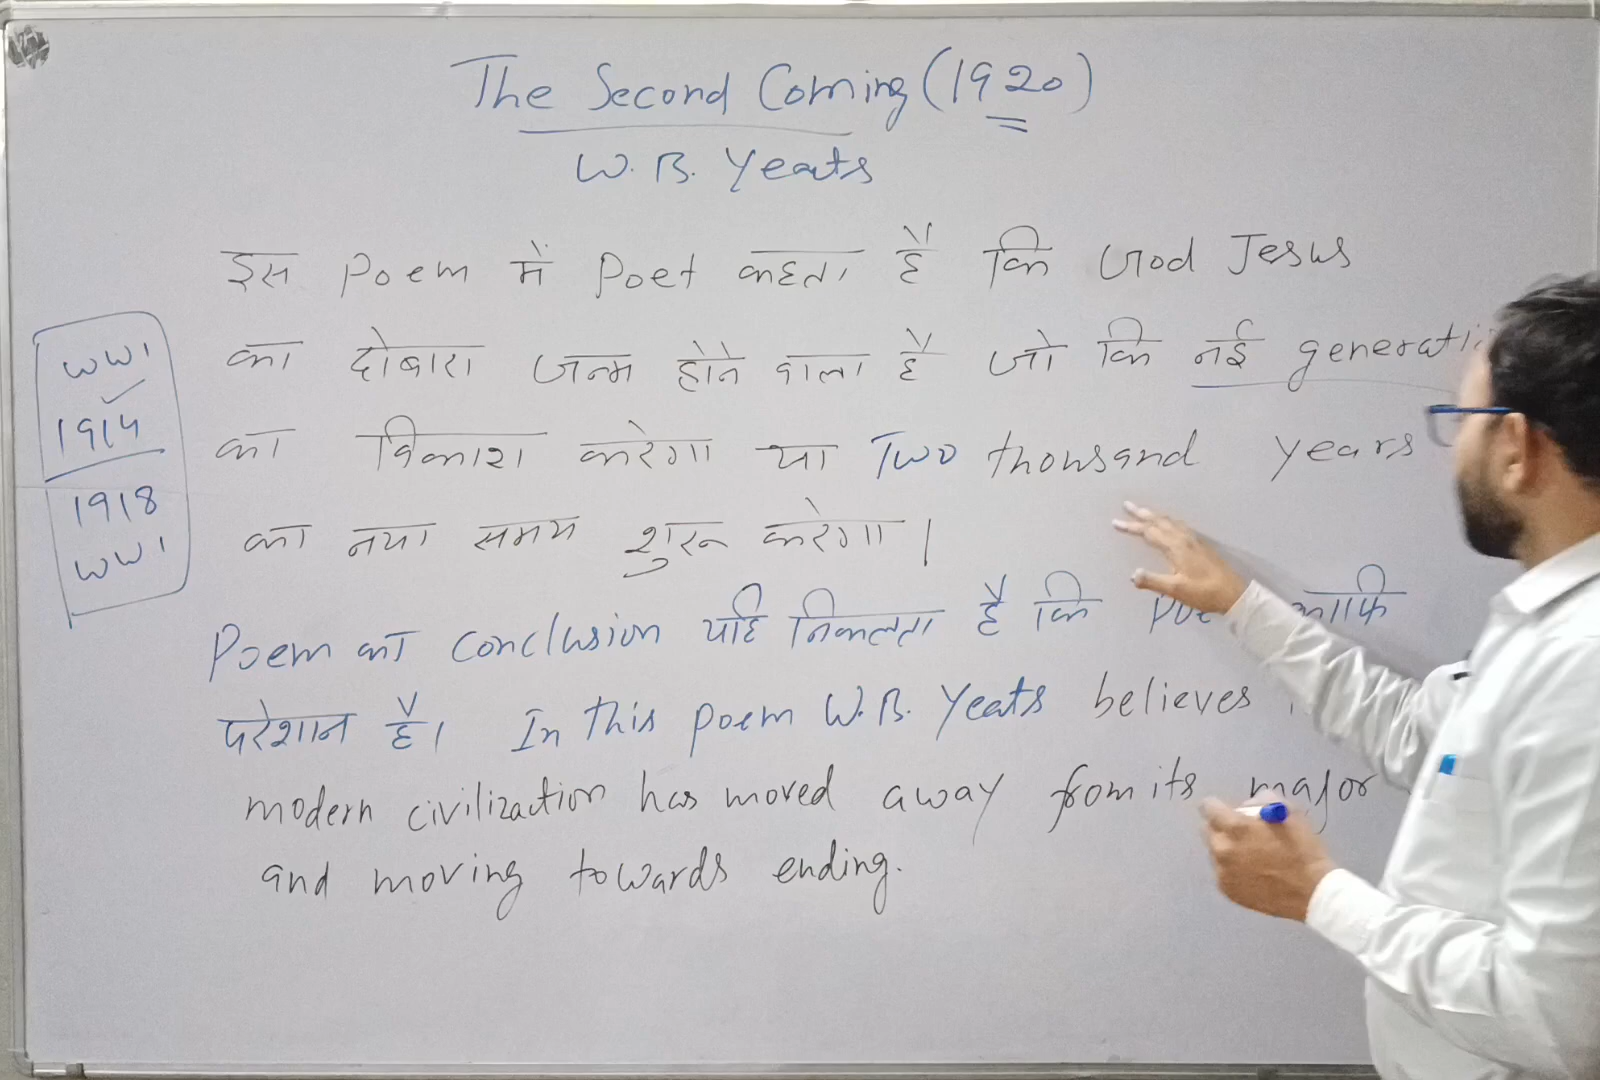 The Second Coming (1920)
W. B. Yeats
इस Poem में Poet कहता है कि God Jesus
का दोबारा जन्म होने वाला है जो कि नई
का विकाश करेगा या Two thousand years
का नया समय शुरू करेगा।
Poem का conclusion यहि निकलता है कि काफि
परेशान है। In this poem W. B. Yeats believes
modern civilization has moved away from its major
and moving towards ending.
WW1
1914
1918
WW1